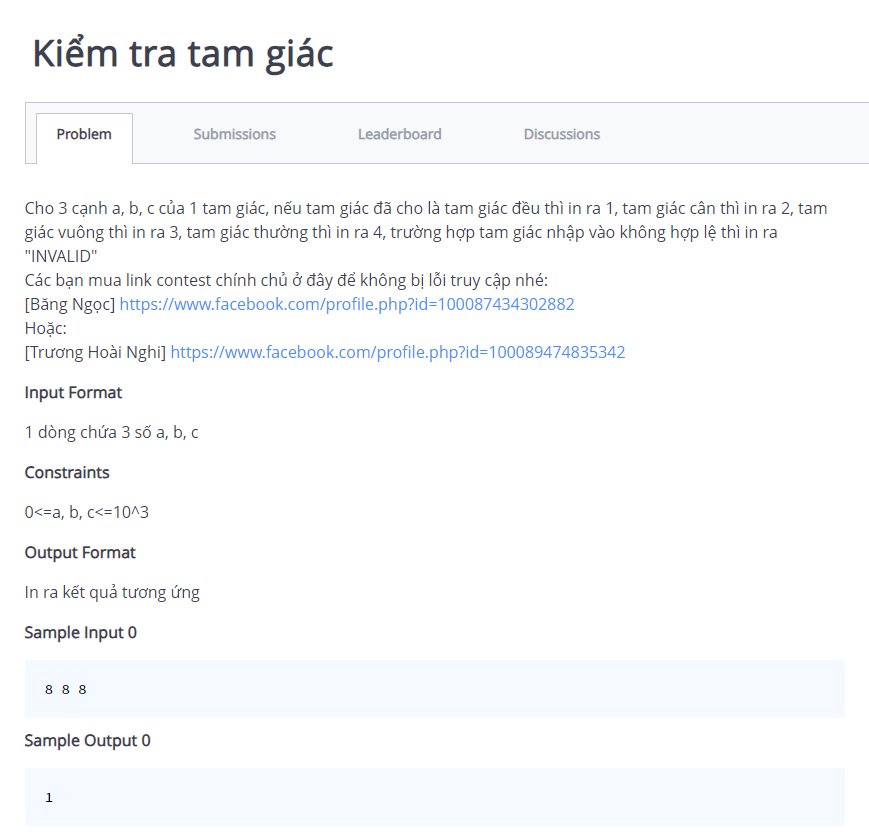 Kiểm tra tam giác
Problem Submissions Leaderboard Discussions
Cho 3 cạnh a, b, c của 1 tam giác, nếu tam giác đã cho là tam giác đều thì in ra 1, tam giác cân thì in ra 2, tam
giác vuông thì in ra 3, tam giác thường thì in ra 4, trường hợp tam giác nhập vào không hợp lệ thì in ra
"INVALID"
Các bạn mua link contest chính chủ ở đây để không bị lỗi truy cập nhé:
[Băng Ngọc] https://www.facebook.com/profile.php?id=100087434302882
Hoặc:
[Trương Hoài Nghi] https://www.facebook.com/profile.php?id=100089474835342
Input Format
1 dòng chứa 3 số a, b, c
Constraints
0<=a, b, c<=10^3
Output Format
In ra kết quả tương ứng
Sample Input 0
8 8 8
Sample Output 0
1